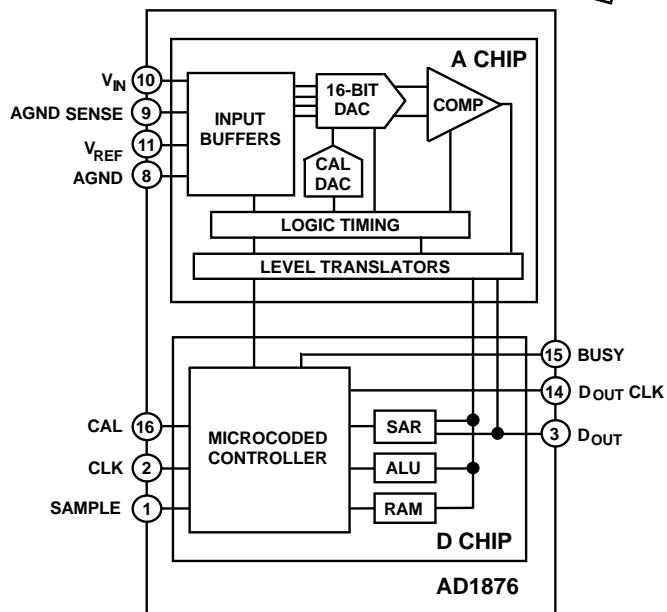 A CHIP
V_IN 10
AGND SENSE 9
V_REF 11
AGND 8
INPUT
BUFFERS
16-BIT
DAC
COMP
CAL
DAC
LOGIC TIMING
LEVEL TRANSLATORS
15 BUSY
14 D_OUT CLK
3 D_OUT
CAL 16
CLK 2
SAMPLE 1
MICROCODED
CONTROLLER
SAR
ALU
RAM
D CHIP
AD1876